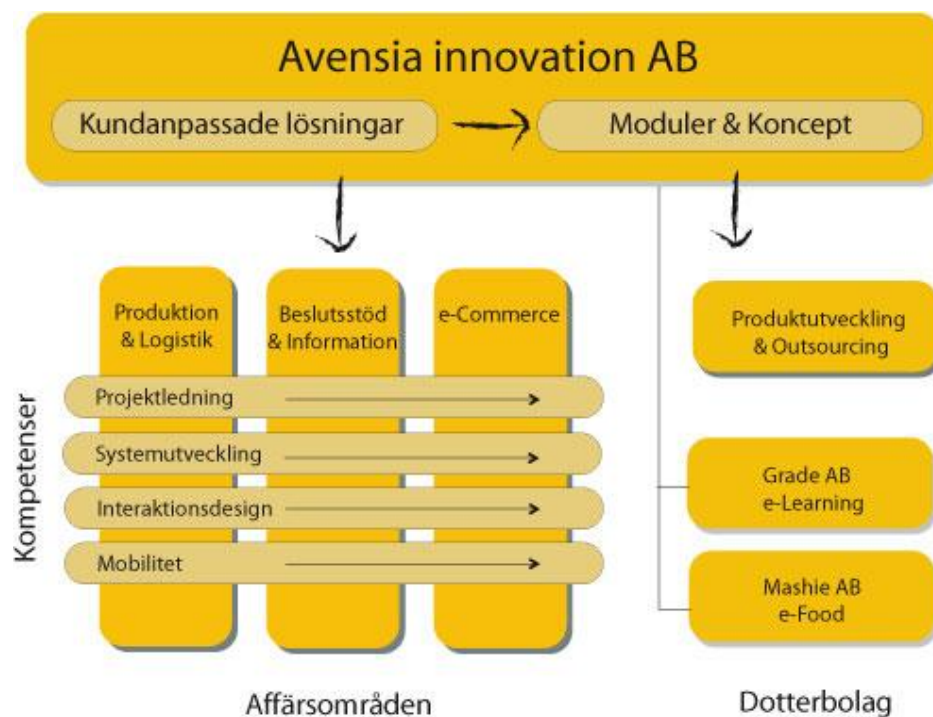 Avensia innovation AB
Kundanpassade lösningar
Moduler & Koncept
Produktion
& Logistik
Beslutsstöd
& Information
e-Commerce
Produktutveckling
& Outsourcing
Kompetenser
Projektledning
Systemutveckling
Interaktionsdesign
Mobilitet
Grade AB
e-Learning
Mashie AB
e-Food
Affärsområden
Dotterbolag